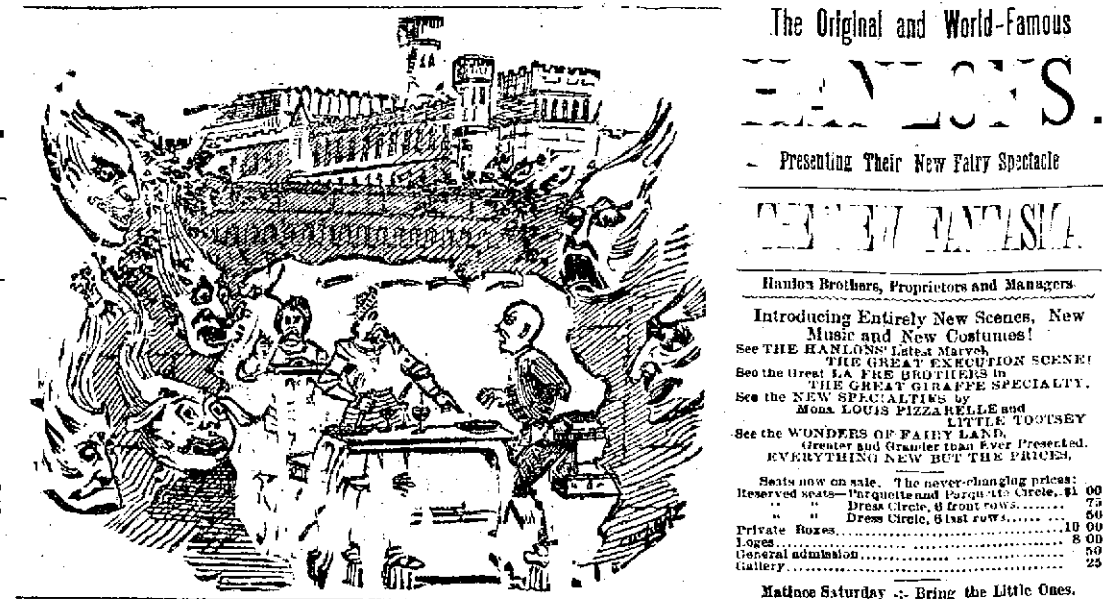 The Original and World-Famous
HANLONS.
Presenting Their New Fairy Spectacle
THE NEW FANTASMA
Hanlon Brothers, Proprietors and Managers
Introducing Entirely New Scenes, New
Music and New Costumes!
See THE HANLONS' Latest Marvel,
THE GREAT EXECUTION SCENE!
See the Great LA FRE BROTHERS in
THE GREAT GIRAFFE SPECIALTY.
See the NEW SPECIALTIES by
Mons. LOUIS PIZZARELLE and
LITTLE TOOTSEY
See the WONDERS OF FAIRY LAND,
Greater and Grander than Ever Presented.
EVERYTHING NEW BUT THE PRICES.
Seats now on sale. The never-changing prices:
Reserved seats—Parquette and Parquette Circle, $1 00
" " Dress Circle, 6 front rows........ 75
" " Dress Circle, 6 last rows...... 50
Private Boxes........................10 00
Loges........................ 8 00
General admission........................ 50
Gallery........................ 25
Matinee Saturday -:- Bring the Little Ones.